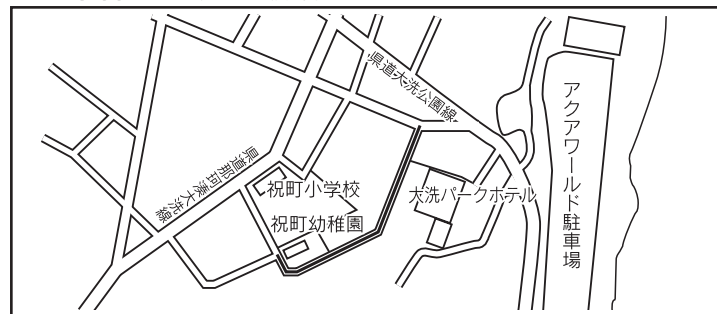 県道大洗公園線
アクアワールド駐車場
県道那珂湊大洗線
祝町小学校
大洗パークホテル
祝町幼稚園